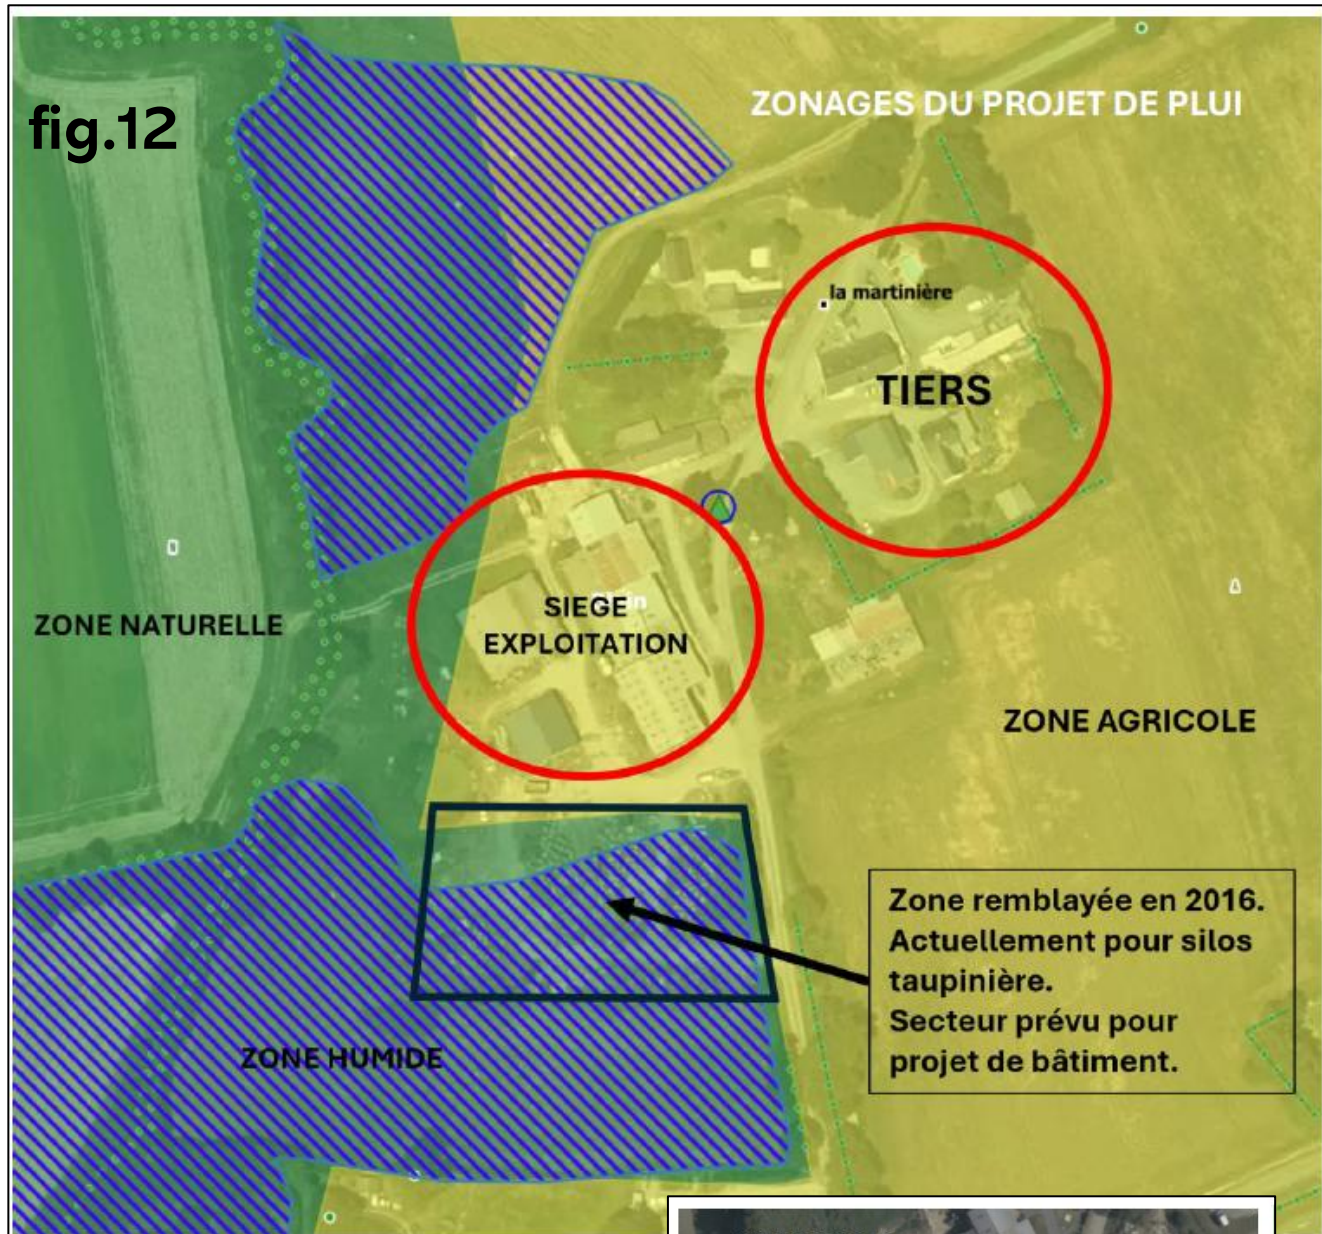 fig.12
ZONAGES DU PROJET DE PLUI
la martinière
TIERS
SIEGE
EXPLOITATION
ZONE NATURELLE
ZONE AGRICOLE
Zone remblayée en 2016.
Actuellement pour silos
taupinière.
Secteur prévu pour
projet de bâtiment.
ZONE HUMIDE